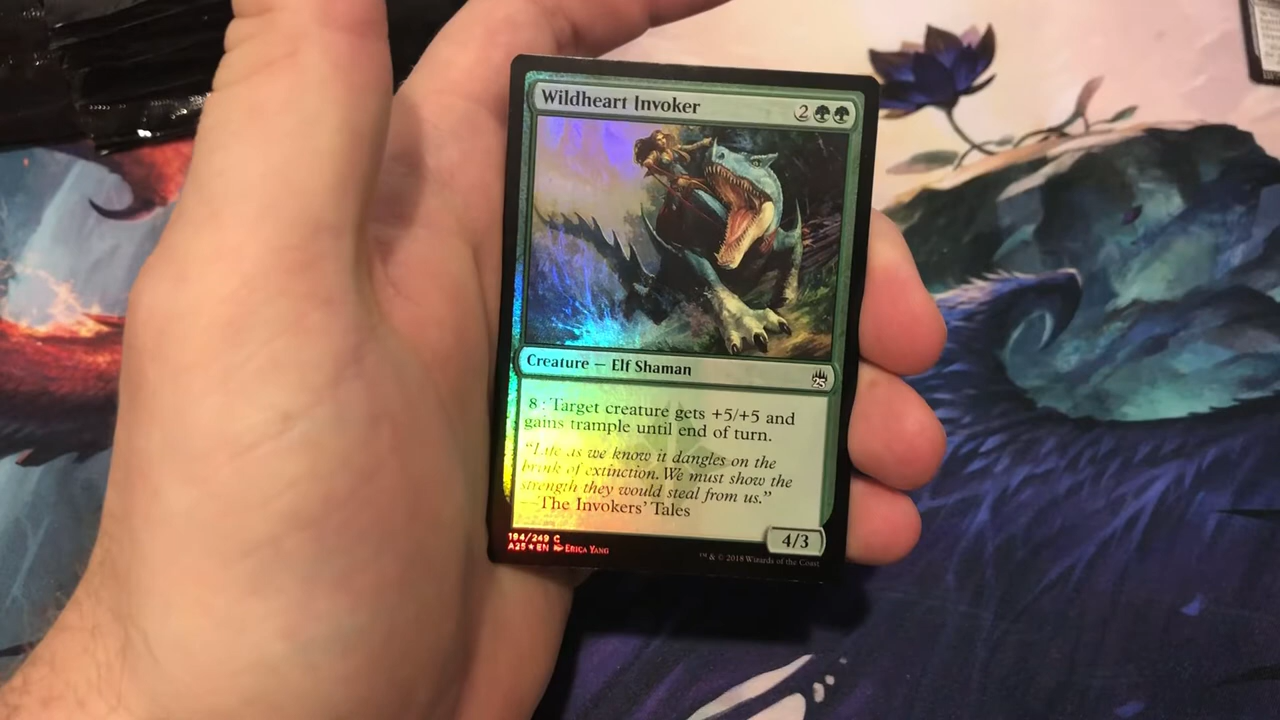 Wildheart Invoker
2
Creature — Elf Shaman
25
8: Target creature gets +5/+5 and
gains trample until end of turn.
"Life as we know it dangles on the
brink of extinction. We must show the
strength they would steal from us."
—The Invokers' Tales
4/3
194/249 C
A25 ★ EN Erica Yang
™ & © 2018 Wizards of the Coast